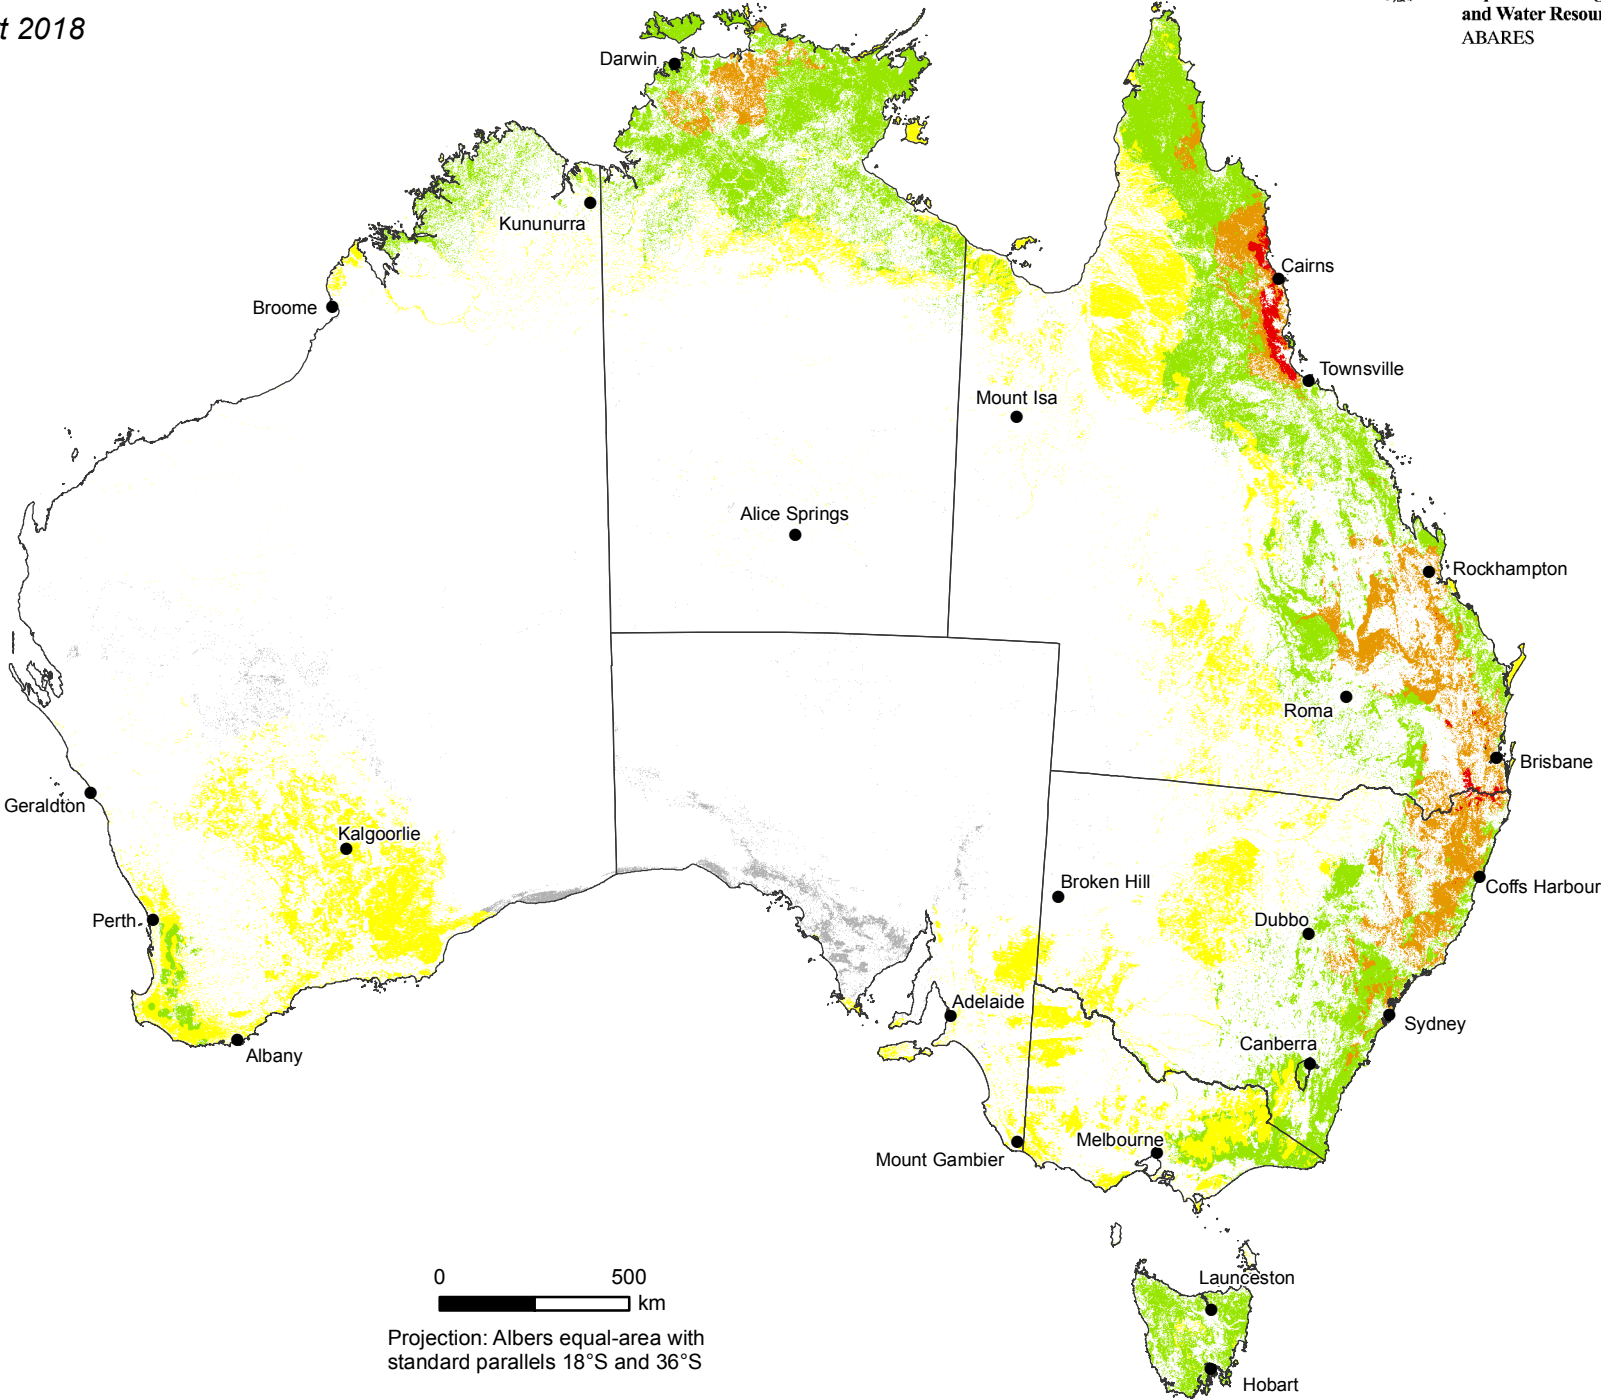 t 2018
and Water Resou
ABARES
Darwin
Kununurra
Cairns
Broome
Townsville
Mount Isa
Alice Springs
Rockhampton
Roma
Brisbane
Geraldton
Kalgoorlie
Broken Hill
Coffs Harbour
Perth
Dubbo
Adelaide
Sydney
Canberra
Albany
Melbourne
Mount Gambier
0 500
km
Launceston
Projection: Albers equal-area with
standard parallels 18°S and 36°S
Hobart